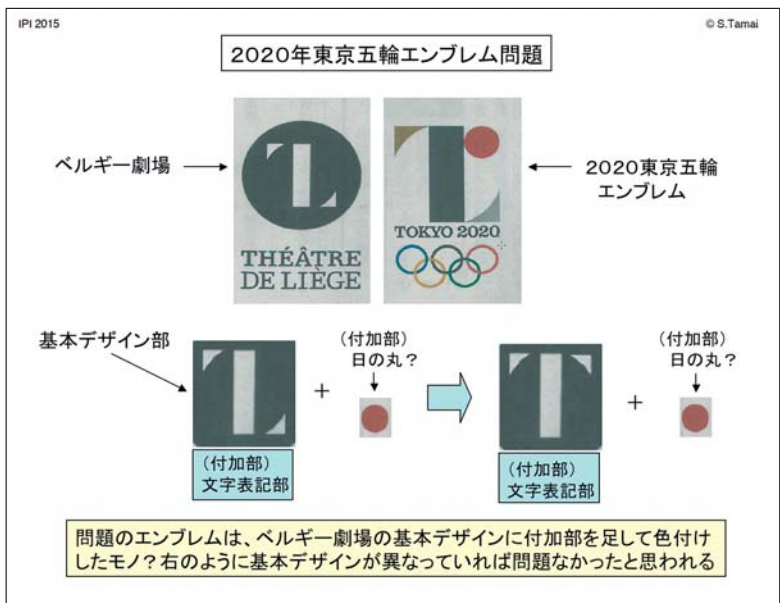 IPI 2015
© S.Tamai
2020年東京五輪エンブレム問題
ベルギー劇場
2020東京五輪
エンブレム
THÉÂTRE
DE LIÈGE
TOKYO 2020
基本デザイン部
＋
（付加部）
日の丸？
（付加部）
文字表記部
＋
（付加部）
日の丸？
（付加部）
文字表記部
問題のエンブレムは、ベルギー劇場の基本デザインに付加部を足して色付け
したモノ？右のように基本デザインが異なっていれば問題なかったと思われる